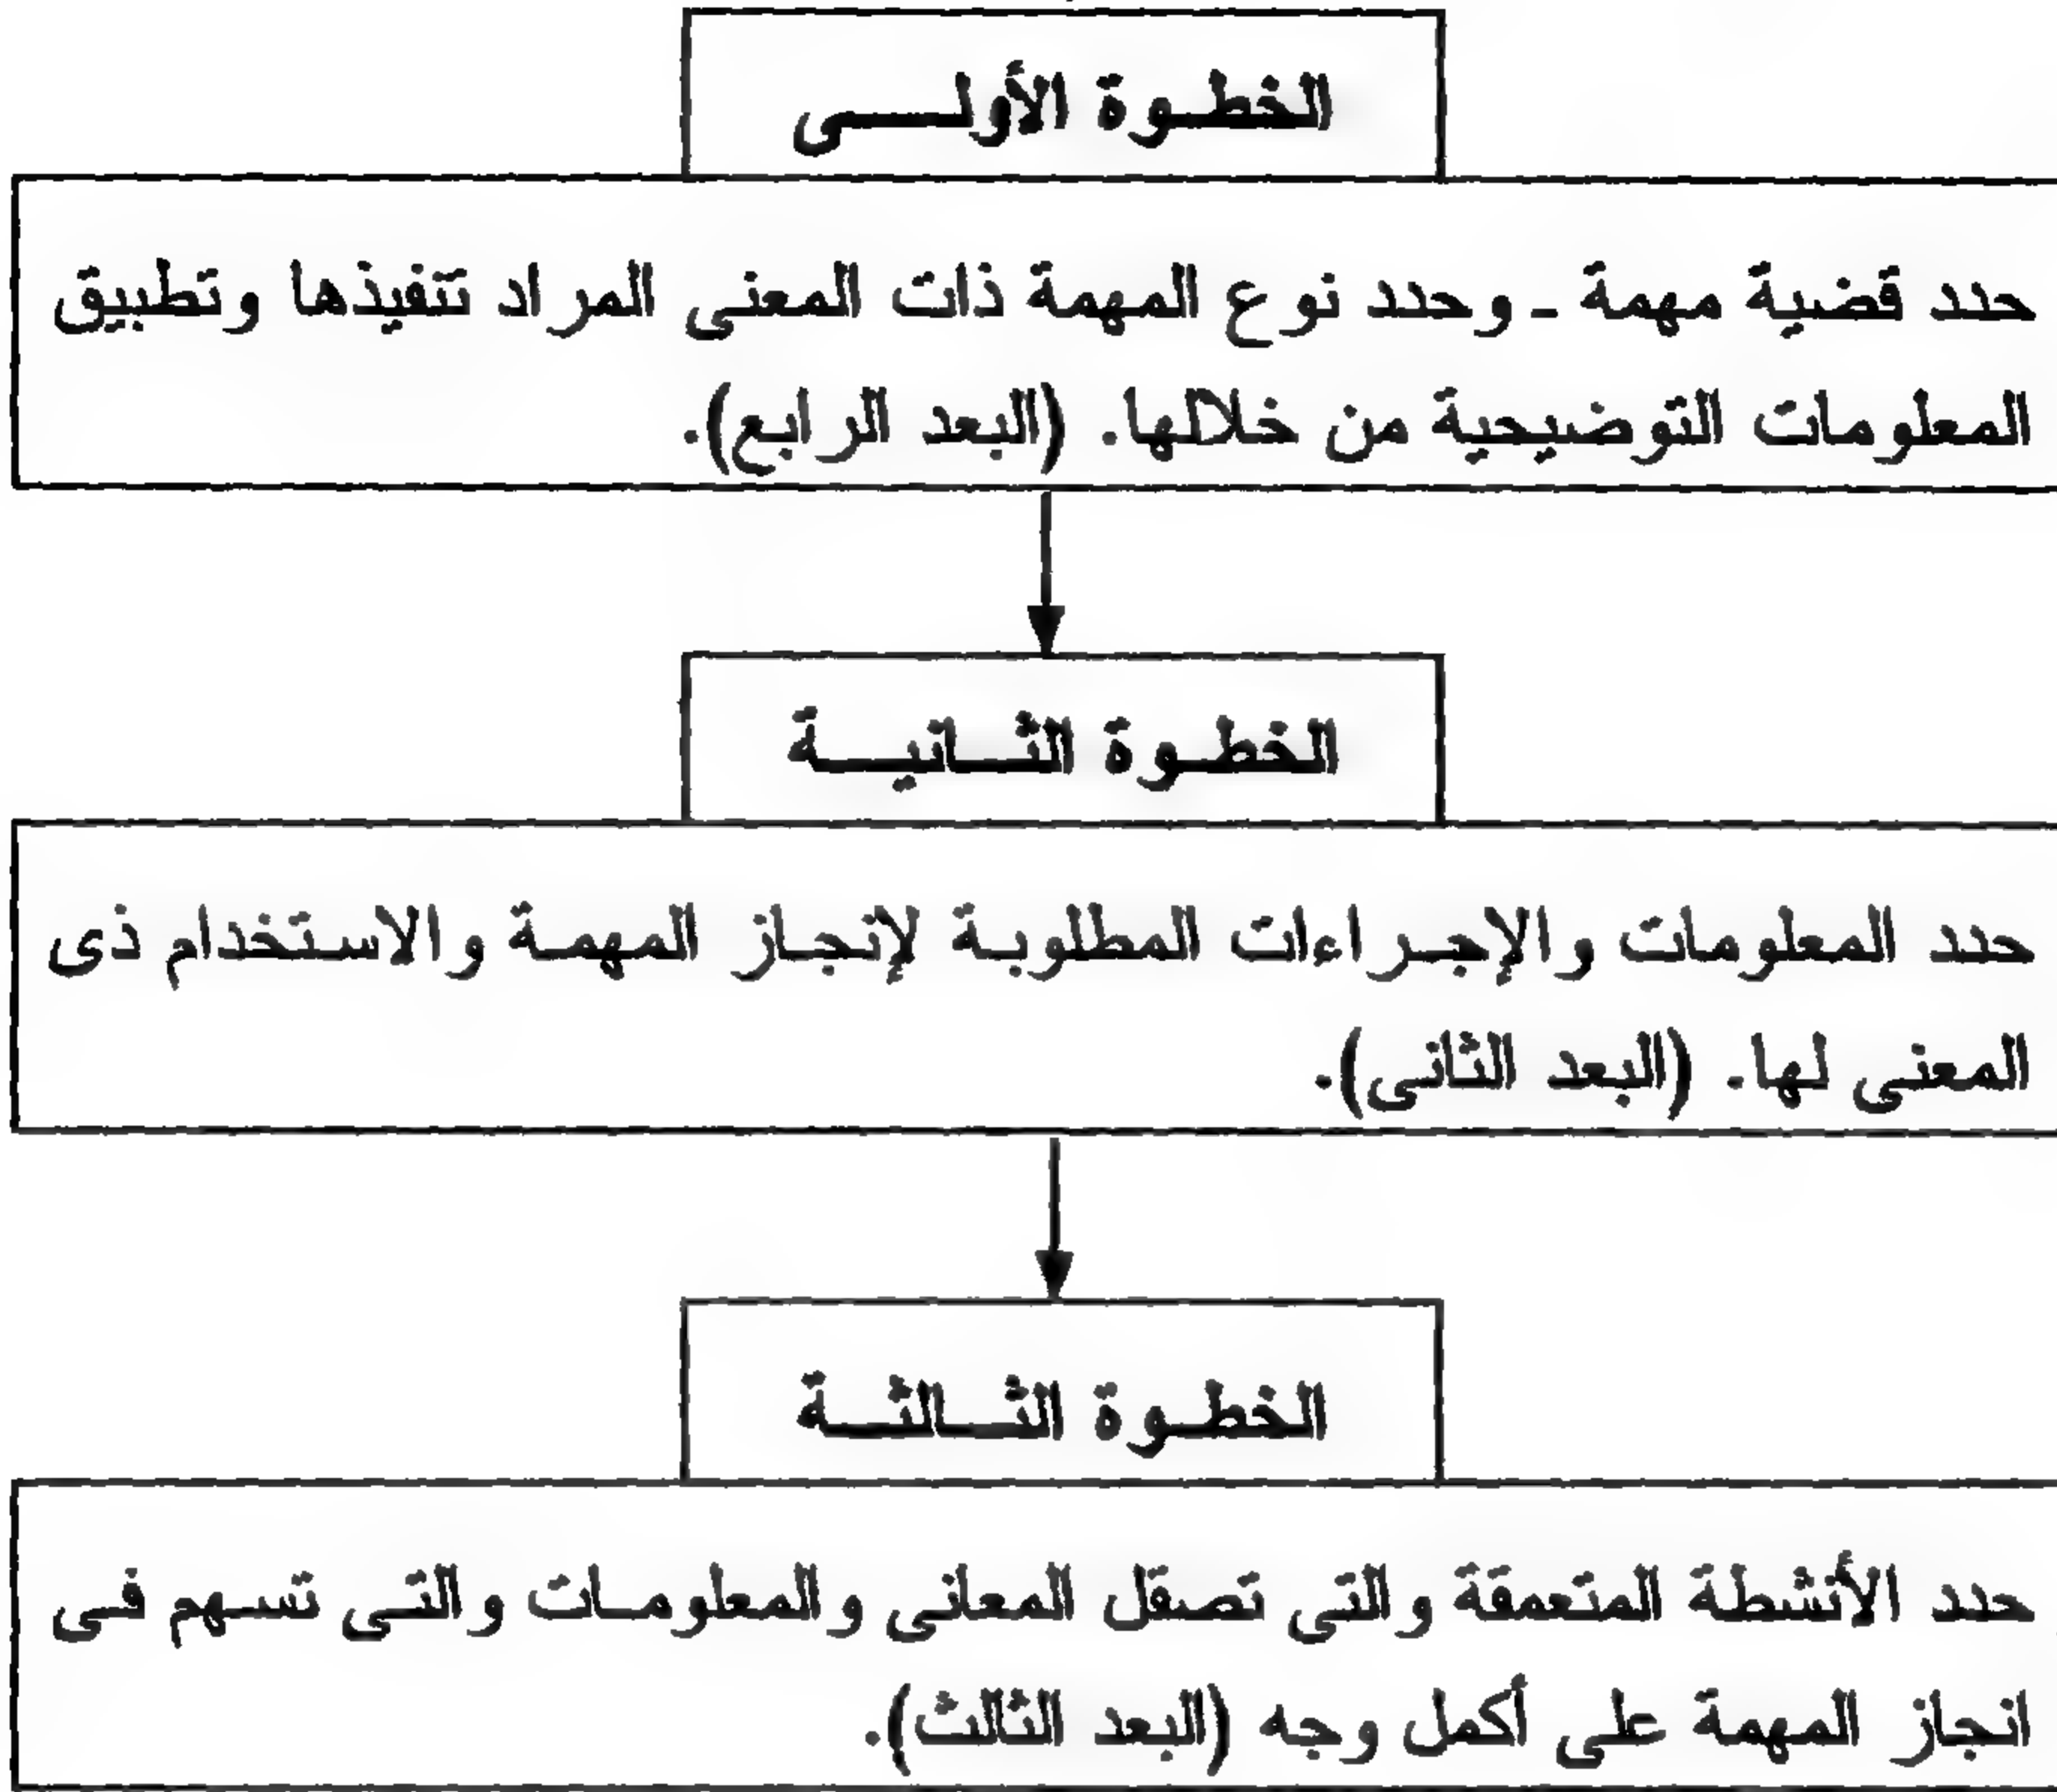 الخطوة الأولى
حدد قضية مهمة - وحدد نوع المهمة ذات المعنى المراد تنفيذها وتطبيق
المعلومات التوضيحية من خلالها. (البعد الرابع).
الخطوة الثانية
حدد المعلومات والإجراءات المطلوبة لإنجاز المهمة والاستخدام ذى
المعنى لها. (البعد الثانى).
الخطوة الثالثة
حدد الأنشطة المتعمقة والتى تصقل المعانى والمعلومات والتى تسهم فى
انجاز المهمة على أكمل وجه (البعد الثالث).